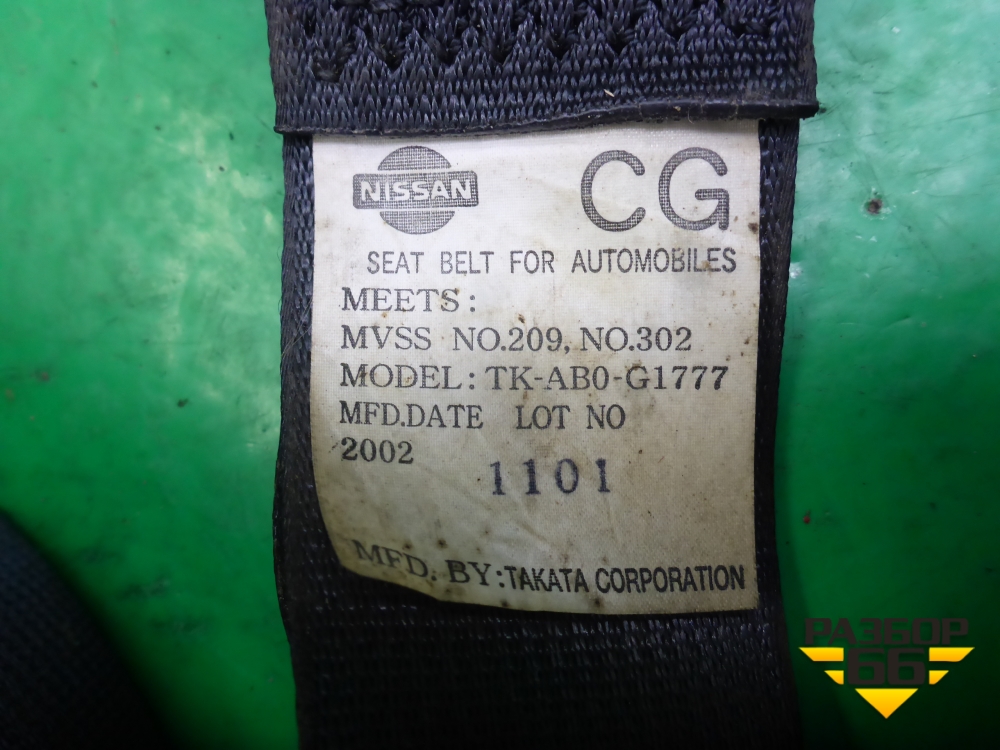 NISSAN CG
SEAT BELT FOR AUTOMOBILES
MEETS:
MVSS NO.209, NO.302
MODEL: TK-AB0-G1777
MFD.DATE LOT NO
2002
1101
MFD. BY: TAKATA CORPORATION
РАЗБОР
66